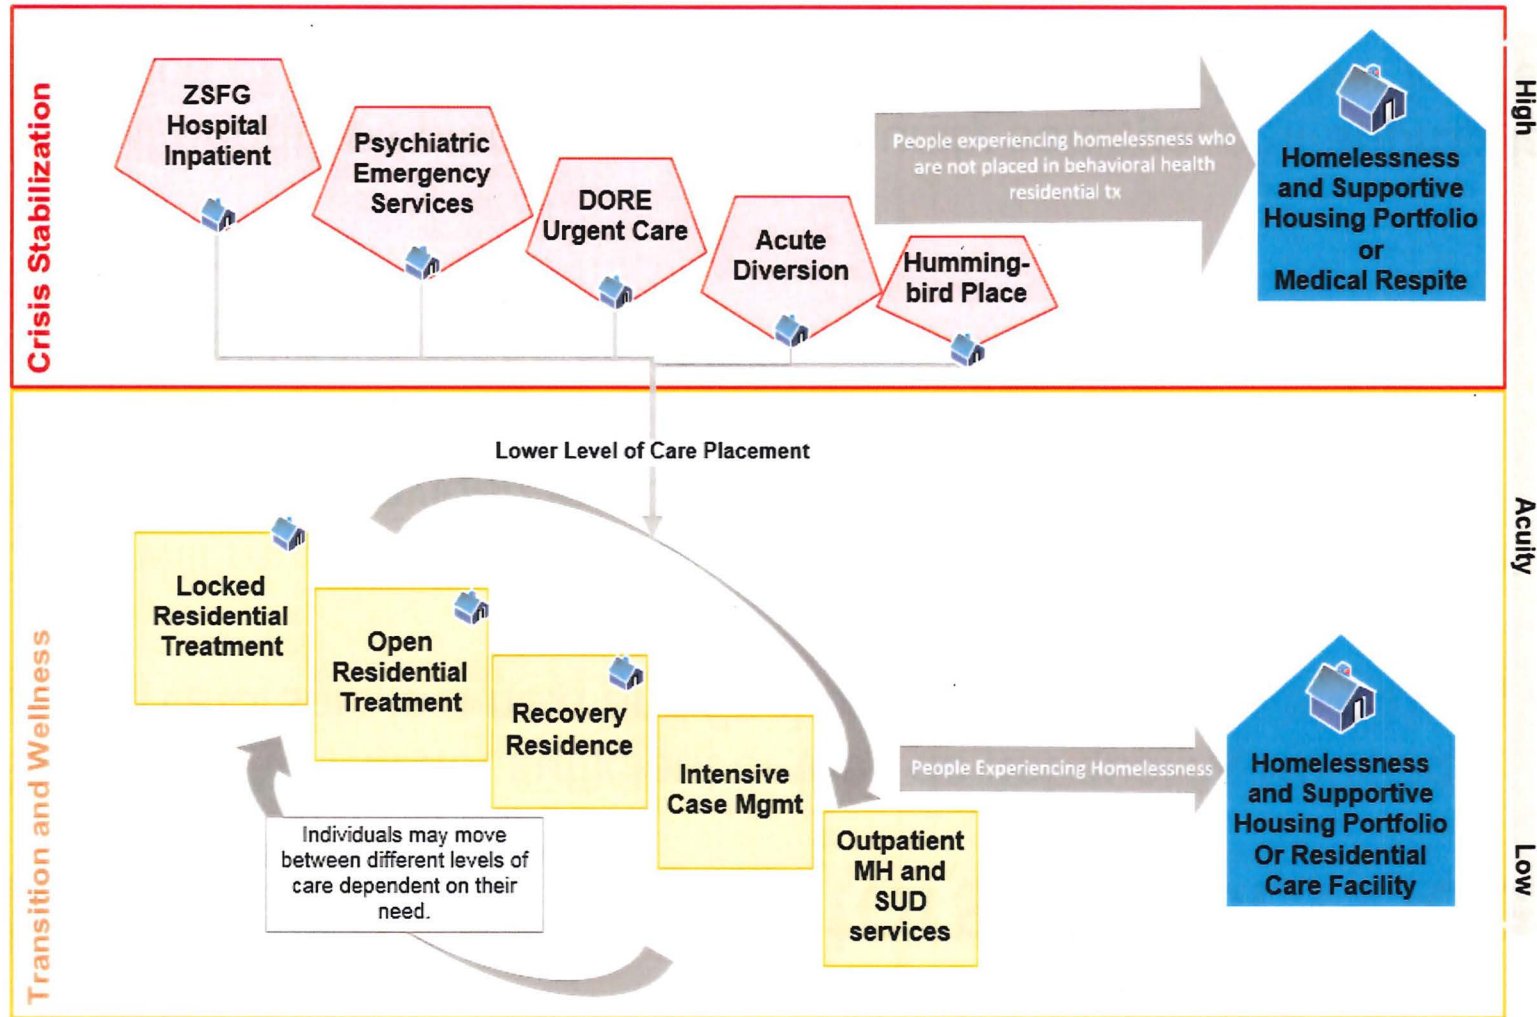 Crisis Stabilization
ZSFG
Hospital
Inpatient
Psychiatric
Emergency
Services
DORE
Urgent Care
Acute
Diversion
Humming-
bird Place
People experiencing homelessness who
are not placed in behavioral health
residential tx
Homelessness
and Supportive
Housing Portfolio
or
Medical Respite
High
Lower Level of Care Placement
Acuity
Transition and Wellness
Locked
Residential
Treatment
Open
Residential
Treatment
Recovery
Residence
Intensive
Case Mgmt
Outpatient
MH and
SUD
services
Individuals may move
between different levels of
care dependent on their
need.
People Experiencing Homelessness
Homelessness
and Supportive
Housing Portfolio
Or Residential
Care Facility
Low